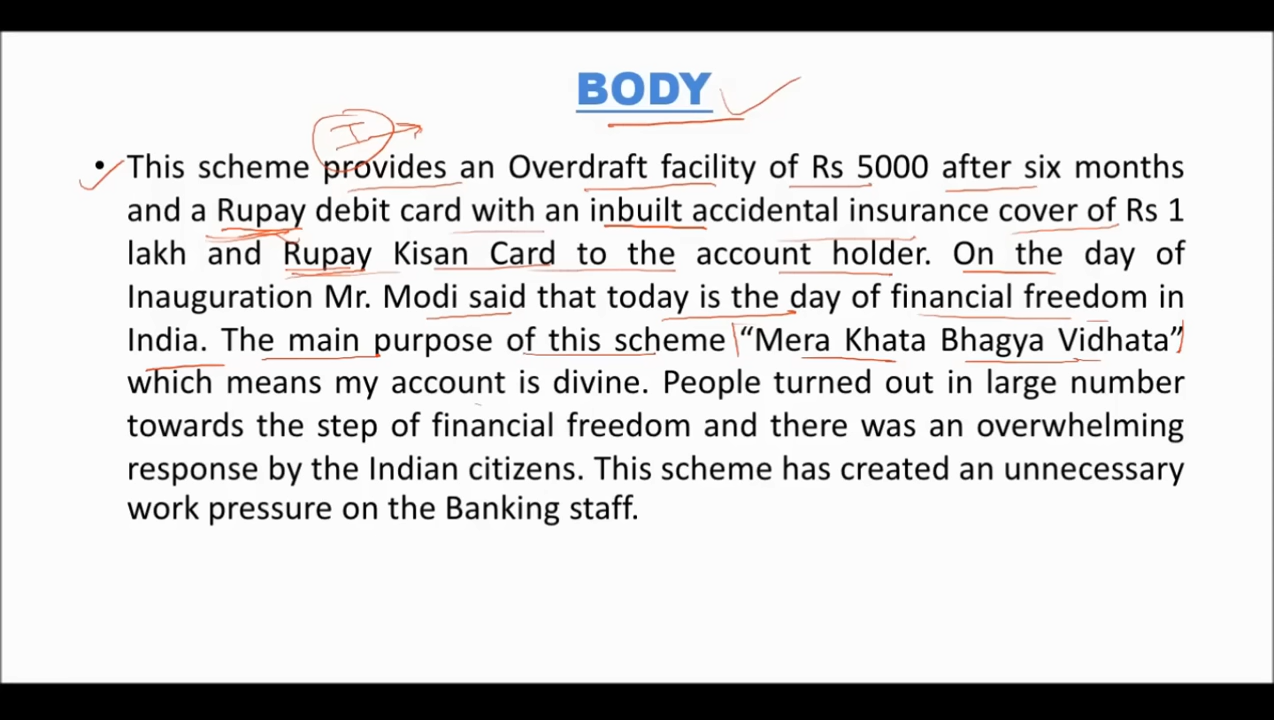 BODY
I
• This scheme provides an Overdraft facility of Rs 5000 after six months
and a Rupay debit card with an inbuilt accidental insurance cover of Rs 1
lakh and Rupay Kisan Card to the account holder. On the day of
Inauguration Mr. Modi said that today is the day of financial freedom in
India. The main purpose of this scheme “Mera Khata Bhagya Vidhata”
which means my account is divine. People turned out in large number
towards the step of financial freedom and there was an overwhelming
response by the Indian citizens. This scheme has created an unnecessary
work pressure on the Banking staff.